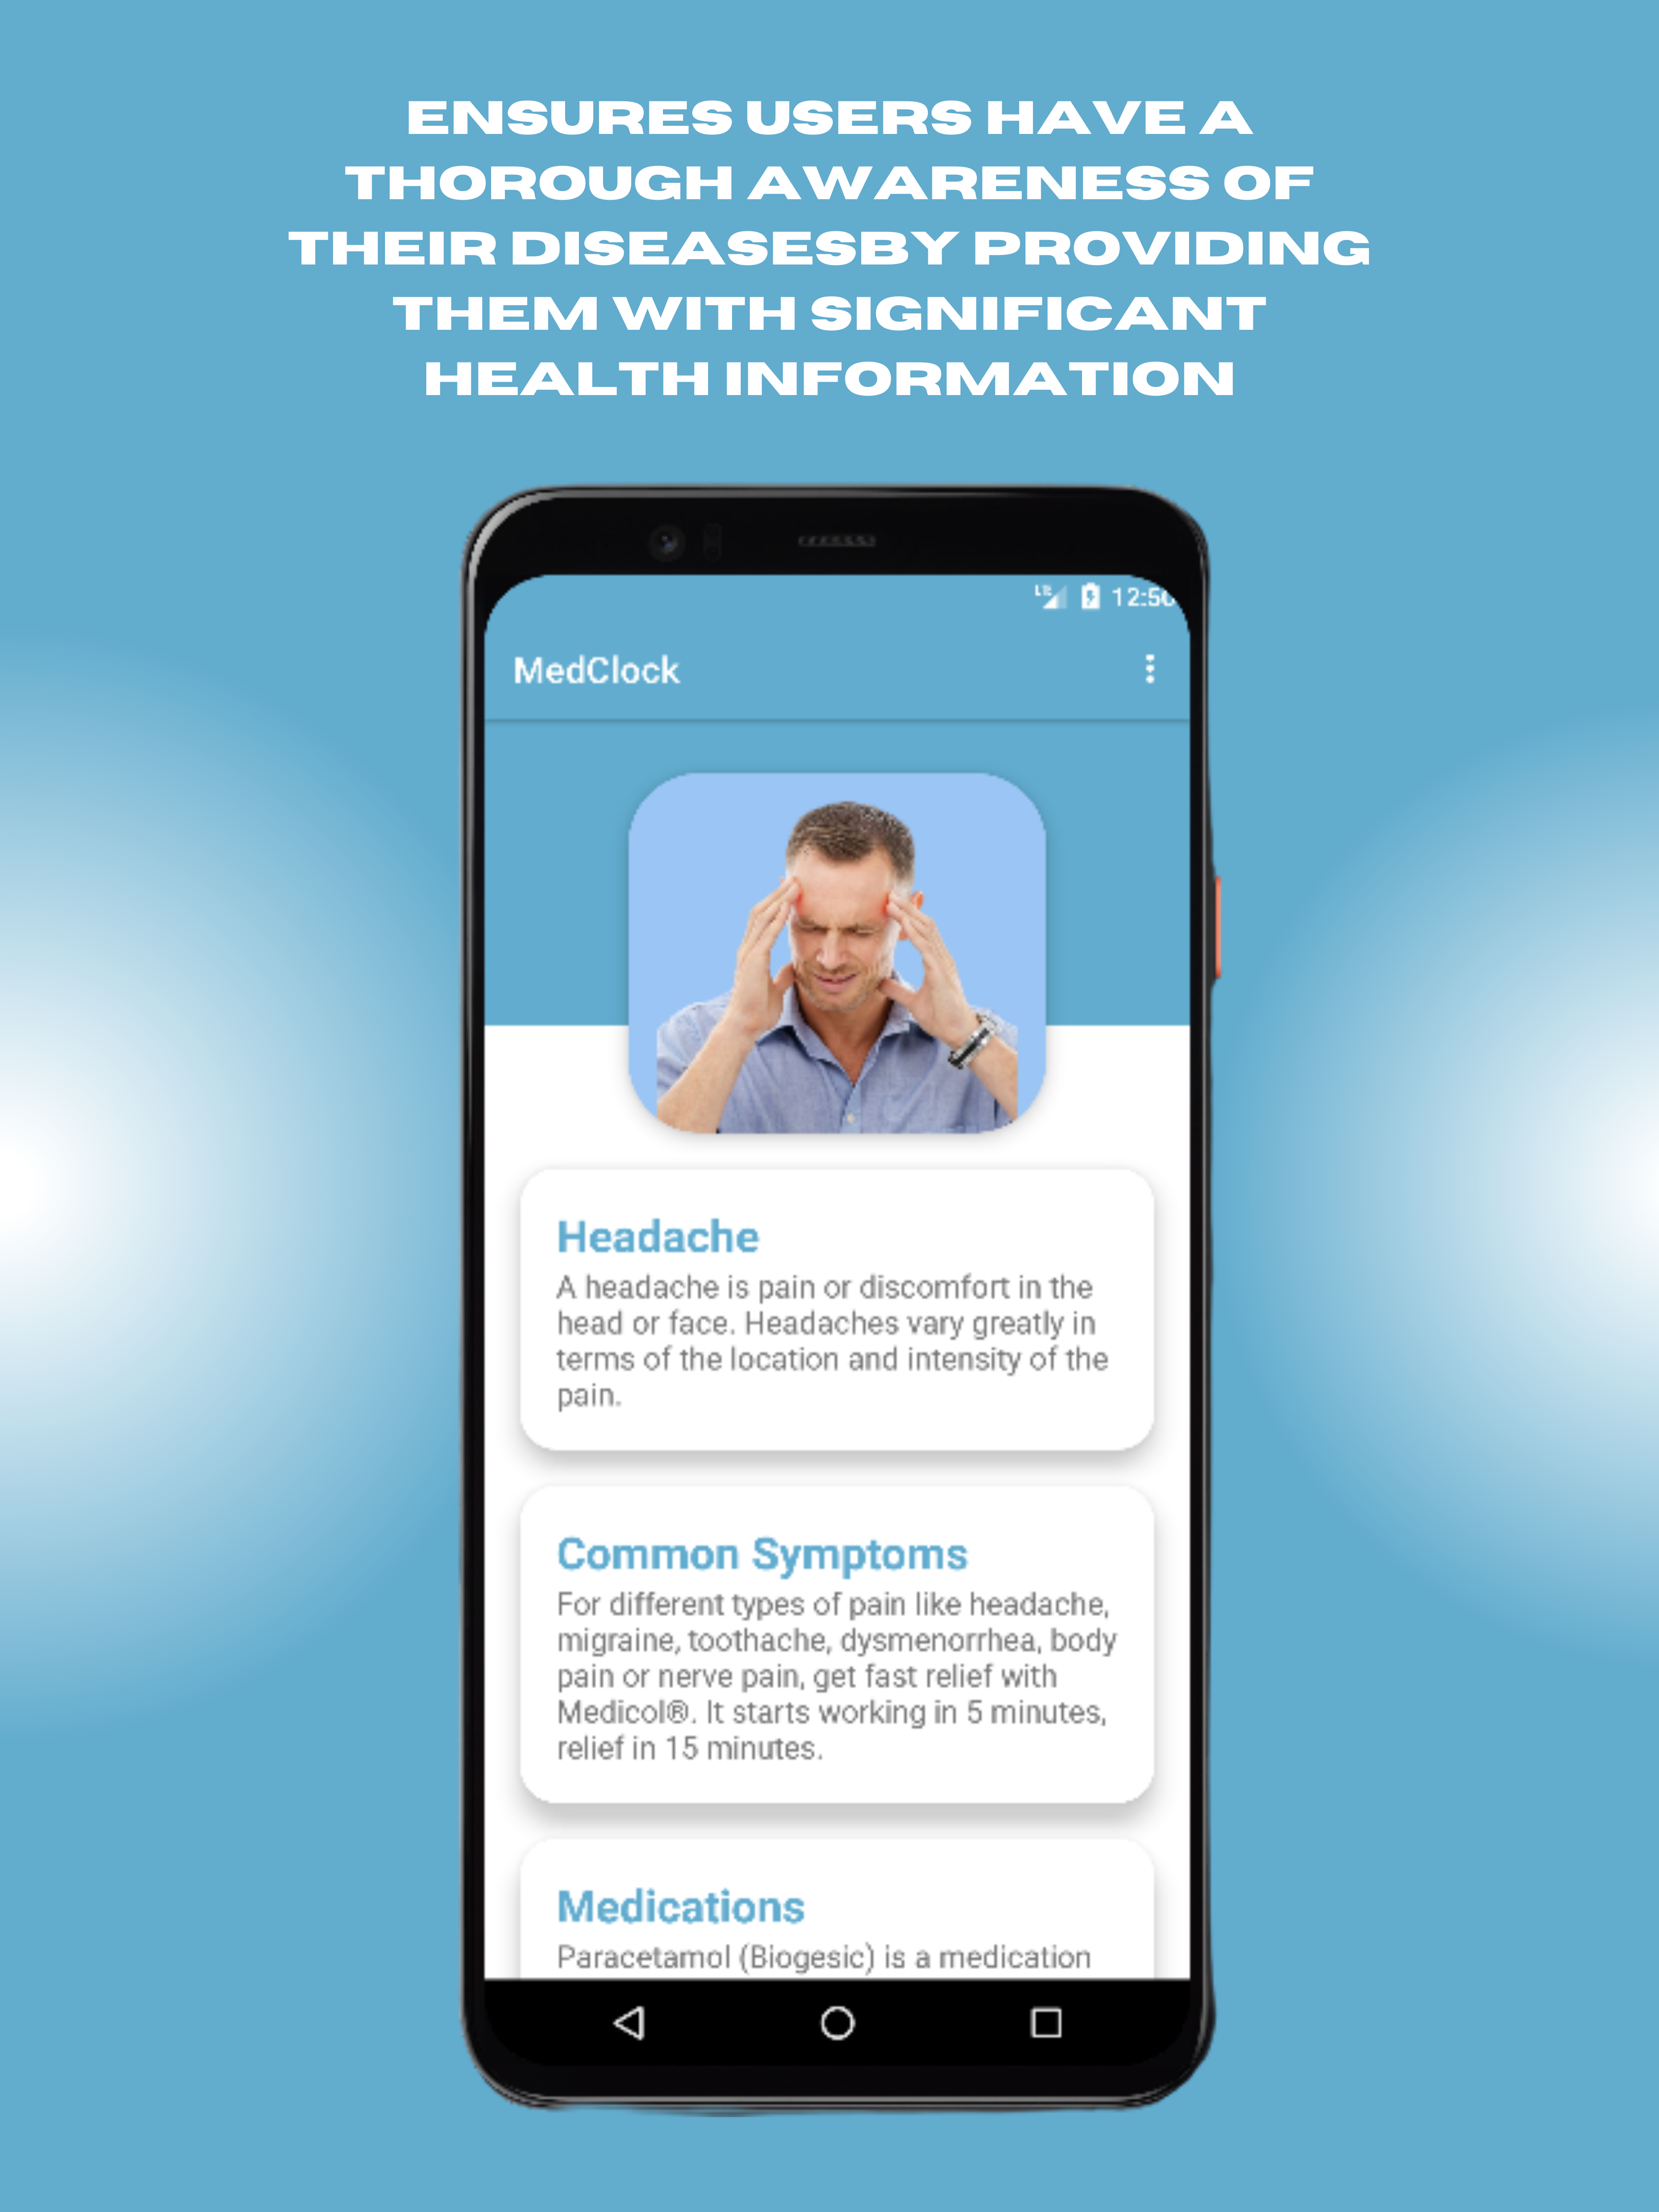 ENSURES USERS HAVE A
THOROUGH AWARENESS OF
THEIR DISEASESBY PROVIDING
THEM WITH SIGNIFICANT
HEALTH INFORMATION
LTE
MedClock
Headache
A headache is pain or discomfort in the
head or face. Headaches vary greatly in
terms of the location and intensity of the
pain.
Common Symptoms
For different types of pain like headache,
migraine, toothache, dysmenorrhea, body
pain or nerve pain, get fast relief with
Medicol®. It starts working in 5 minutes,
relief in 15 minutes.
Medications
Paracetamol (Biogesic) is a medication